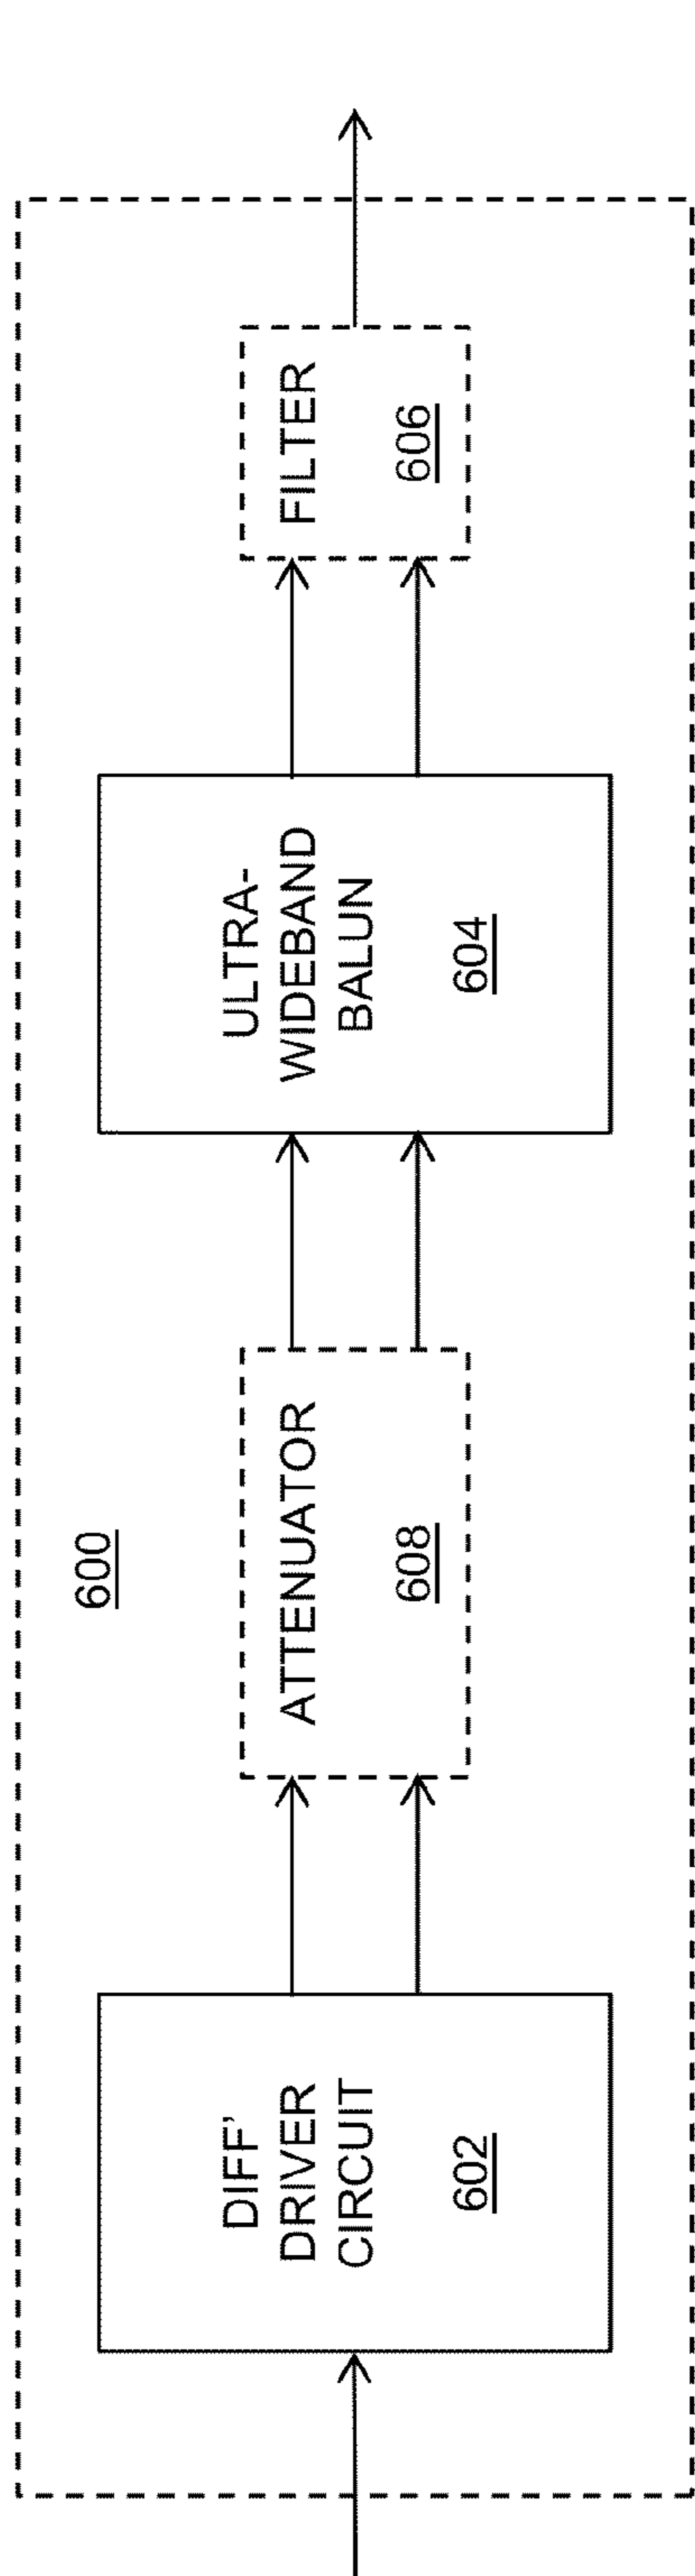 600
DIFF'
DRIVER
CIRCUIT
602
ATTENUATOR
608
ULTRA-
WIDEBAND
BALUN
604
FILTER
606